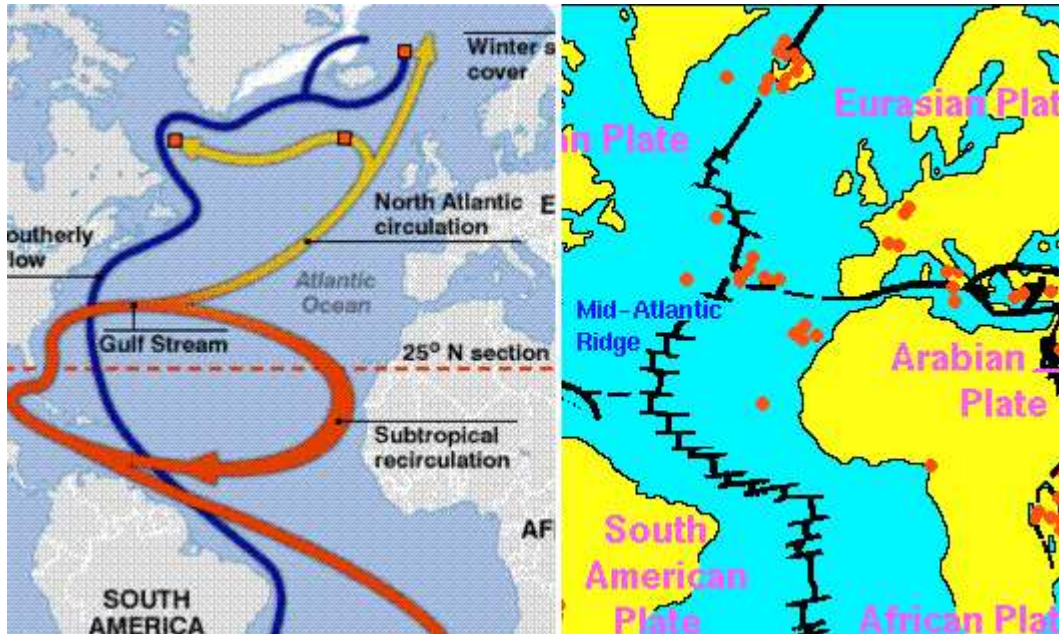 Winter s
cover
North Atlantic
circulation
E
outherly
low
Atlantic
Ocean
Gulf Stream
25° N section
Subtropical
recirculation
AF
SOUTH
AMERICA
Eurasian Plat
n Plate
Mid-Atlantic
Ridge
Arabian
Plate
South
American
Plate
African Plat